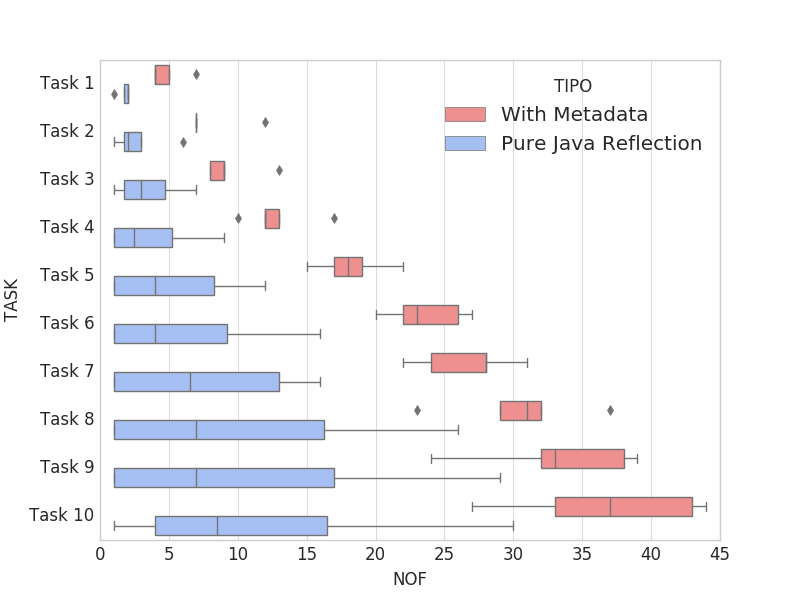 TIPO
With Metadata
Pure Java Reflection
TASK
Task 1
Task 2
Task 3
Task 4
Task 5
Task 6
Task 7
Task 8
Task 9
Task 10
0 5 10 15 20 25 30 35 40 45
NOF